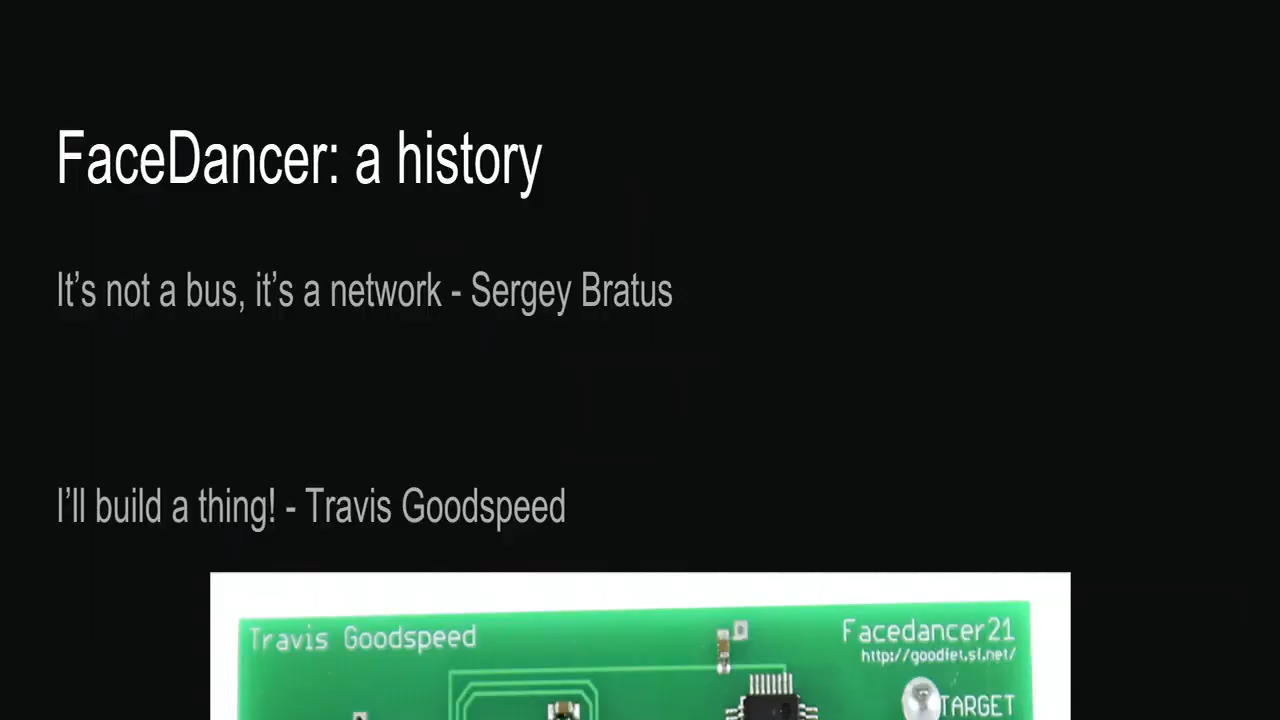 FaceDancer: a history
It’s not a bus, it’s a network - Sergey Bratus
I’ll build a thing! - Travis Goodspeed
Travis Goodspeed
Facedancer21
http://goodfet.sf.net/
TARGET